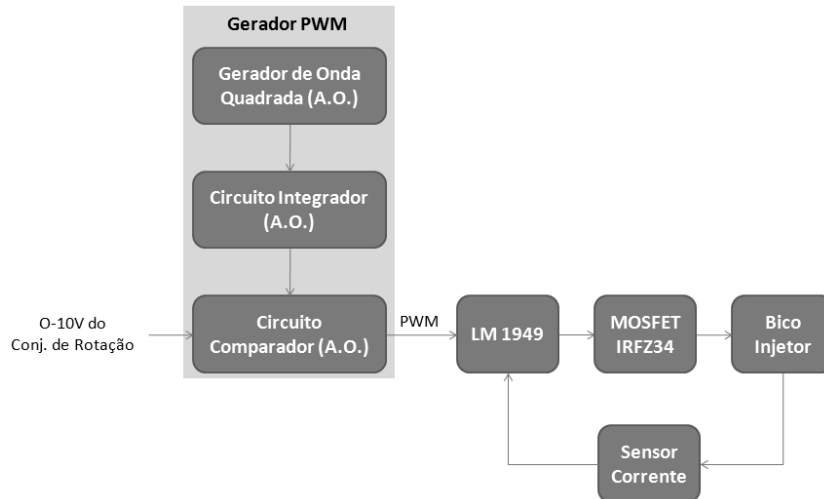 Gerador PWM
Gerador de Onda
Quadrada (A.O.)
Circuito Integrador
(A.O.)
O-10V do
Conj. de Rotação
Circuito
Comparador (A.O.)
PWM
LM 1949
MOSFET
IRFZ34
Bico
Injetor
Sensor
Corrente